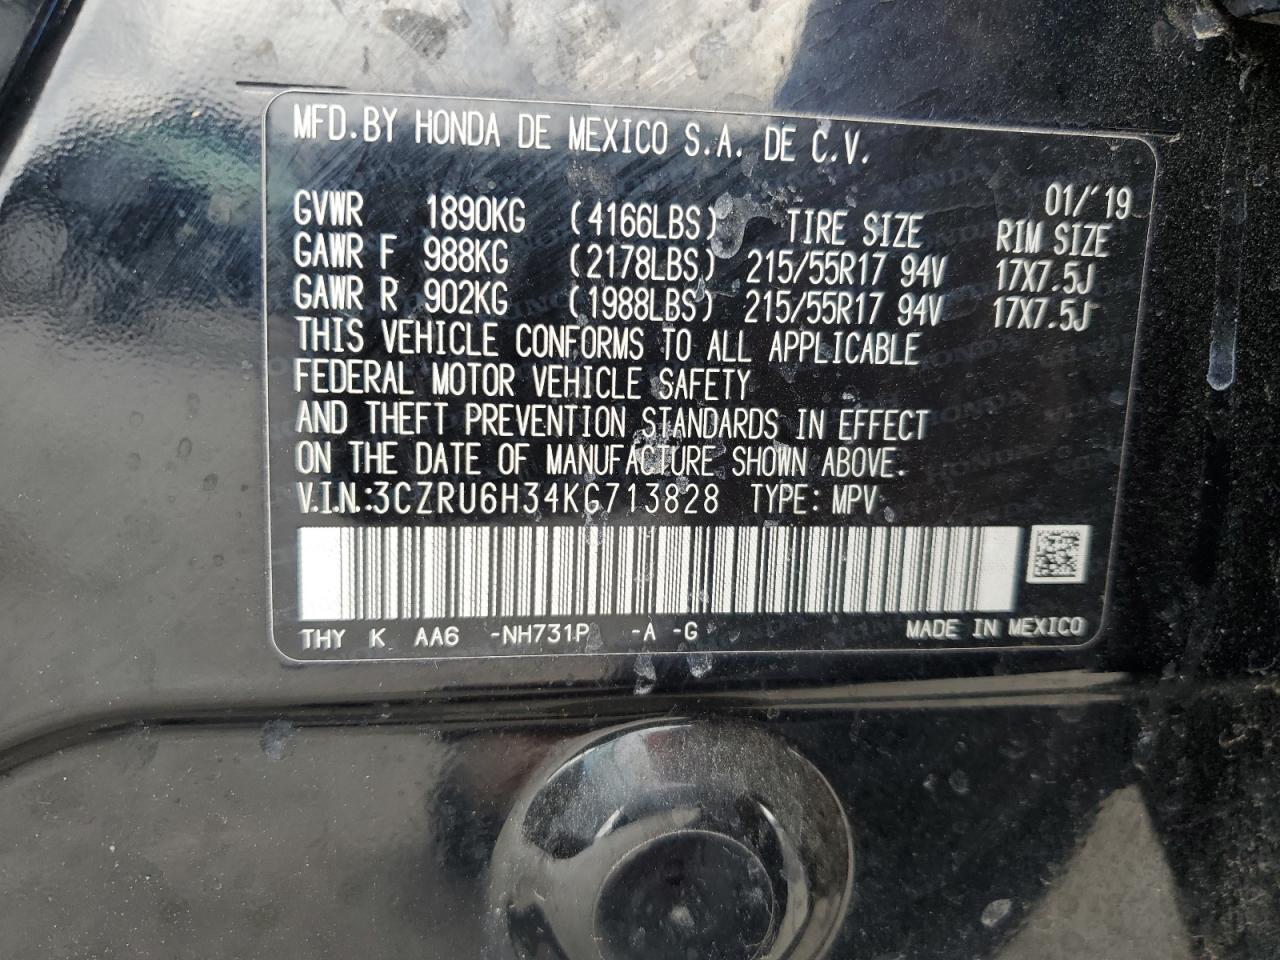 MFD.BY HONDA DE MEXICO S.A. DE C.V.
01/'19
GVWR 1890KG (4166LBS) TIRE SIZE RIM SIZE
GAWR F 988KG (2178LBS) 215/55R17 94V 17X7.5J
GAWR R 902KG (1988LBS) 215/55R17 94V 17X7.5J
THIS VEHICLE CONFORMS TO ALL APPLICABLE
FEDERAL MOTOR VEHICLE SAFETY
AND THEFT PREVENTION STANDARDS IN EFFECT
ON THE DATE OF MANUFACTURE SHOWN ABOVE.
V.I.N.:3CZRU6H34KG713828 TYPE: MPV
THY K AA6 -NH731P -A -G MADE IN MEXICO